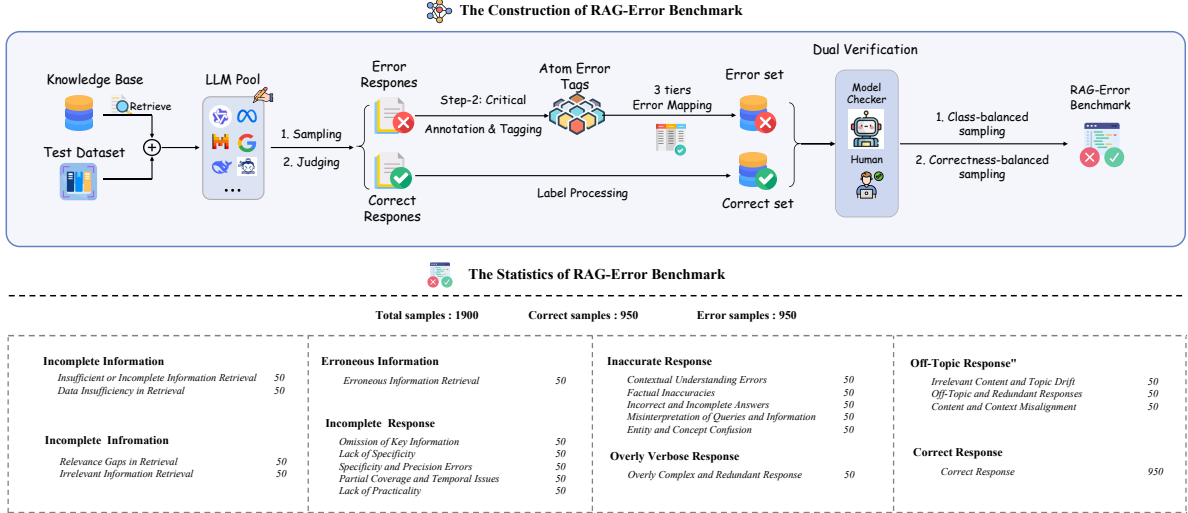 The Construction of RAG-Error Benchmark
Knowledge Base
Retrieve
Test Dataset
LLM Pool
...
1. Sampling
2. Judging
Error
Respones
Correct
Respones
Step-2: Critical
Annotation & Tagging
Atom Error
Tags
3 tiers
Error Mapping
Label Processing
Error set
Correct set
Dual Verification
Model
Checker
Human
1. Class-balanced
sampling
2. Correctness-balanced
sampling
RAG-Error
Benchmark
The Statistics of RAG-Error Benchmark
Total samples : 1900 Correct samples : 950 Error samples : 950
Incomplete Information
Insufficient or Incomplete Information Retrieval 50
Data Insufficiency in Retrieval 50
Incomplete Infromation
Relevance Gaps in Retrieval 50
Irrelevant Information Retrieval 50
Erroneous Information
Erroneous Information Retrieval 50
Incomplete Response
Omission of Key Information 50
Lack of Specificity 50
Specificity and Precision Errors 50
Partial Coverage and Temporal Issues 50
Lack of Practicality 50
Inaccurate Response
Contextual Understanding Errors 50
Factual Inaccuracies 50
Incorrect and Incomplete Answers 50
Misinterpretation of Queries and Information 50
Entity and Concept Confusion 50
Overly Verbose Response
Overly Complex and Redundant Response 50
Off-Topic Response"
Irrelevant Content and Topic Drift 50
Off-Topic and Redundant Responses 50
Content and Context Misalignment 50
Correct Response
Correct Response 950